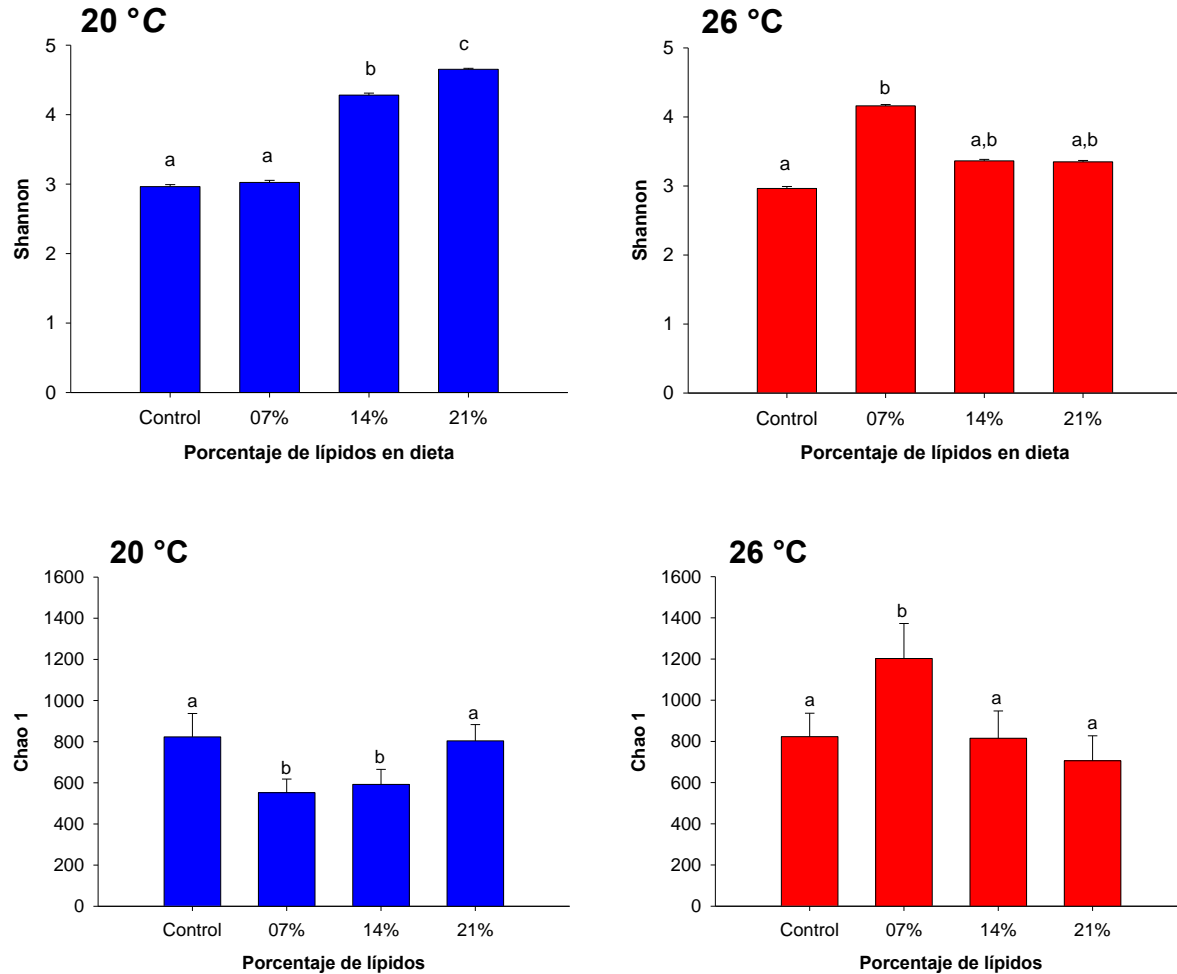 20 °C
5
4
3
2
1
0
Shannon
a
a
b
c
Control
07%
14%
21%
Porcentaje de lípidos en dieta
26 °C
5
4
3
2
1
0
Shannon
a
b
a,b
a,b
Control
07%
14%
21%
Porcentaje de lípidos en dieta
20 °C
1600
1400
1200
1000
800
600
400
200
0
Chao 1
a
b
b
a
Control
07%
14%
21%
Porcentaje de lípidos
26 °C
1600
1400
1200
1000
800
600
400
200
0
Chao 1
a
b
a
a
Control
07%
14%
21%
Porcentaje de lípidos